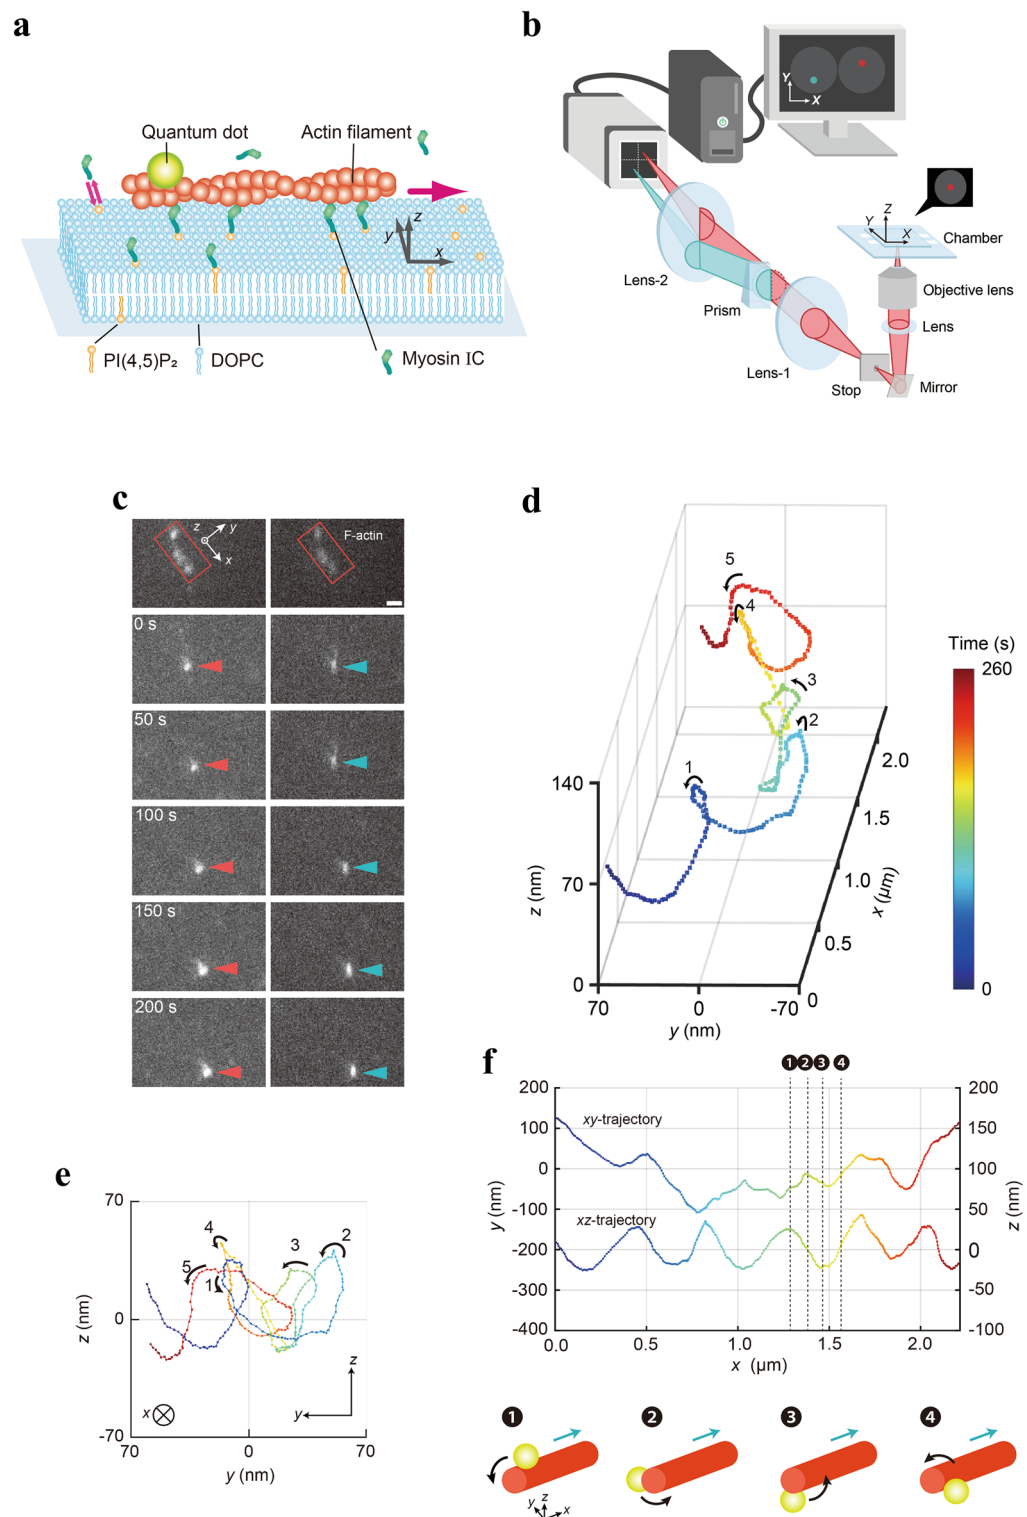 a
Quantum dot
Actin filament
z
y
x
PI(4,5)P₂
DOPC
Myosin IC
b
Y
X
Lens-2
Prism
Lens-1
Stop
Mirror
Lens
Objective lens
Chamber
Z
Y
X
c
z
y
x
F-actin
0 s
50 s
100 s
150 s
200 s
d
5
4
3
2
1
140
70
0
z (nm)
70
0
-70
y (nm)
0
0.5
1.0
1.5
2.0
x (µm)
Time (s)
260
0
e
70
0
-70
z (nm)
4
2
3
5
1
z
y
x
70
0
70
y (nm)
f
1 2 3 4
200
100
0
-100
-200
-300
-400
y (nm)
xy-trajectory
xz-trajectory
200
150
100
50
0
-50
-100
z (nm)
0.0 0.5 1.0 1.5 2.0
x (µm)
1 2 3 4
y z x